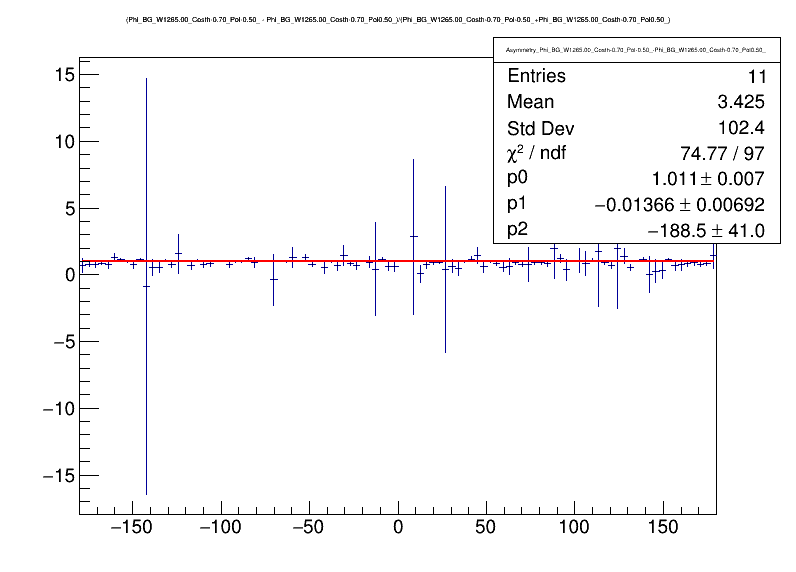 (Phi_BG_W1265.00_Costh-0.70_Pol-0.50_ - Phi_BG_W1265.00_Costh-0.70_Pol0.50_)/(Phi_BG_W1265.00_Costh-0.70_Pol-0.50_+Phi_BG_W1265.00_Costh-0.70_Pol0.50_)
Asymmetry_Phi_BG_W1265.00_Costh-0.70_Pol-0.50_-Phi_BG_W1265.00_Costh-0.70_Pol0.50_
Entries 11
Mean 3.425
Std Dev 102.4
χ² / ndf 74.77 / 97
p0 1.011 ± 0.007
p1 −0.01366 ± 0.00692
p2 −188.5 ± 41.0
15
10
5
0
−5
−10
−15
−150 −100 −50 0 50 100 150